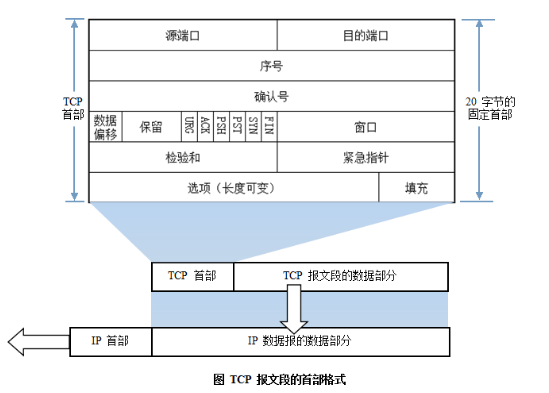 源端口 目的端口
序号
TCP
首部
确认号
20 字节的
固定首部
数据
偏移
保留
URG
ACK
PSH
PST
SYN
FIN
窗口
检验和 紧急指针
选项（长度可变） 填充
TCP 首部 TCP 报文段的数据部分
IP 首部 IP 数据报的数据部分
图 TCP 报文段的首部格式